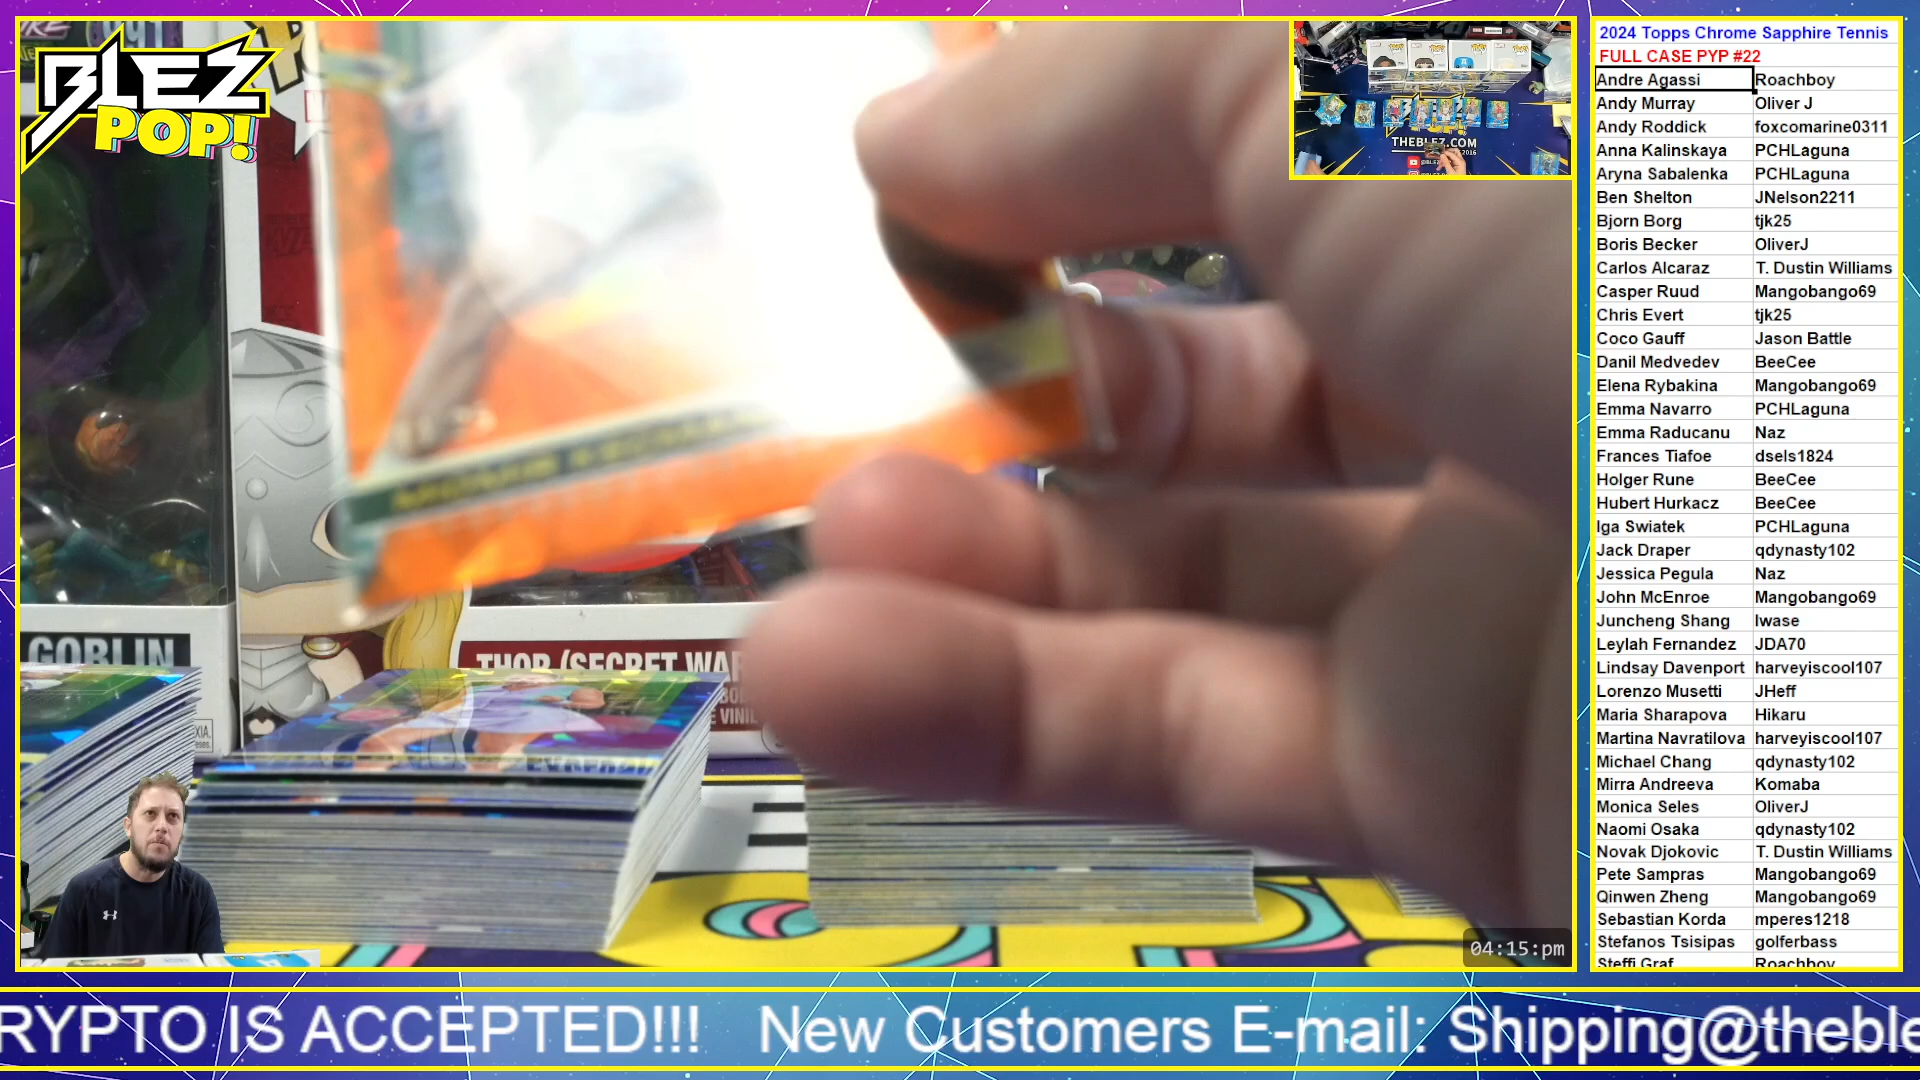 BLEZ
POP!
THEBLEZ.COM
GOBLIN
THOR (SECRET WAR
04:15:pm
2024 Topps Chrome Sapphire Tennis
FULL CASE PYP #22
Andre Agassi Roachboy
Andy Murray Oliver J
Andy Roddick foxcomarine0311
Anna Kalinskaya PCHLaguna
Aryna Sabalenka PCHLaguna
Ben Shelton JNelson2211
Bjorn Borg tjk25
Boris Becker OliverJ
Carlos Alcaraz T. Dustin Williams
Casper Ruud Mangobango69
Chris Evert tjk25
Coco Gauff Jason Battle
Danil Medvedev BeeCee
Elena Rybakina Mangobango69
Emma Navarro PCHLaguna
Emma Raducanu Naz
Frances Tiafoe dsels1824
Holger Rune BeeCee
Hubert Hurkacz BeeCee
Iga Swiatek PCHLaguna
Jack Draper qdynasty102
Jessica Pegula Naz
John McEnroe Mangobango69
Juncheng Shang Iwase
Leylah Fernandez JDA70
Lindsay Davenport harveyiscool107
Lorenzo Musetti JHeff
Maria Sharapova Hikaru
Martina Navratilova harveyiscool107
Michael Chang qdynasty102
Mirra Andreeva Komaba
Monica Seles OliverJ
Naomi Osaka qdynasty102
Novak Djokovic T. Dustin Williams
Pete Sampras Mangobango69
Qinwen Zheng Mangobango69
Sebastian Korda mperes1218
Stefanos Tsisipas golferbass
Steffi Graf Roachboy
RYPTO IS ACCEPTED!!! New Customers E-mail: Shipping@theble